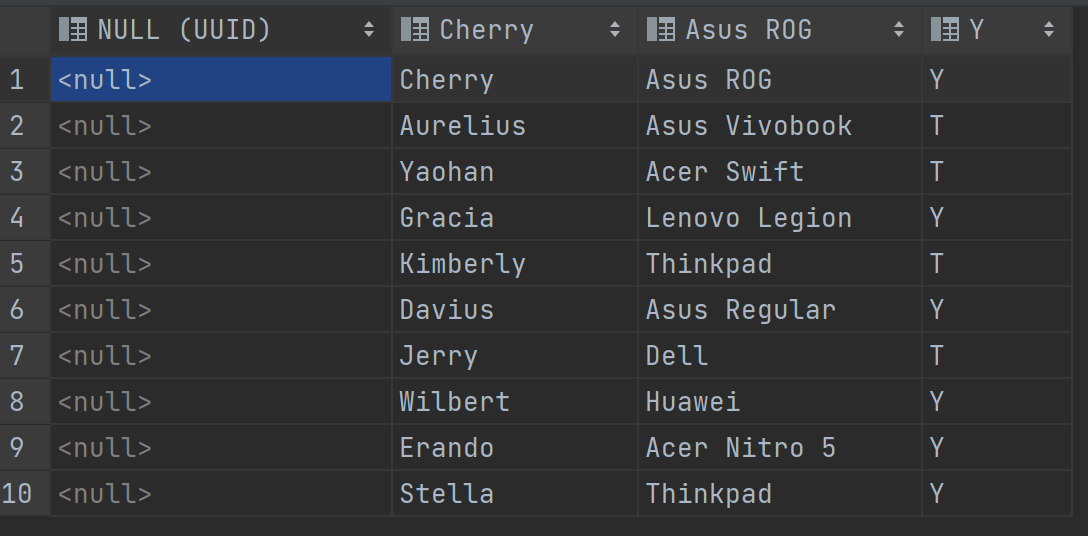 NULL (UUID) Cherry Asus ROG Y
1 <null> Cherry Asus ROG Y
2 <null> Aurelius Asus Vivobook T
3 <null> Yaohan Acer Swift T
4 <null> Gracia Lenovo Legion Y
5 <null> Kimberly Thinkpad T
6 <null> Davius Asus Regular Y
7 <null> Jerry Dell T
8 <null> Wilbert Huawei Y
9 <null> Erando Acer Nitro 5 Y
10 <null> Stella Thinkpad Y